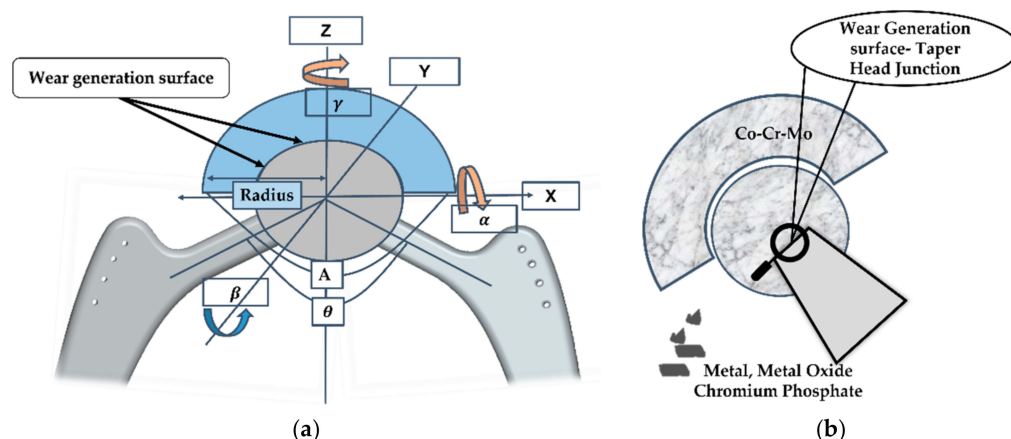 Z
Y
Wear generation surface
γ
Radius
X
α
A
β
θ
(a)
Wear Generation
surface- Taper
Head Junction
Co-Cr-Mo
Metal, Metal Oxide
Chromium Phosphate
(b)